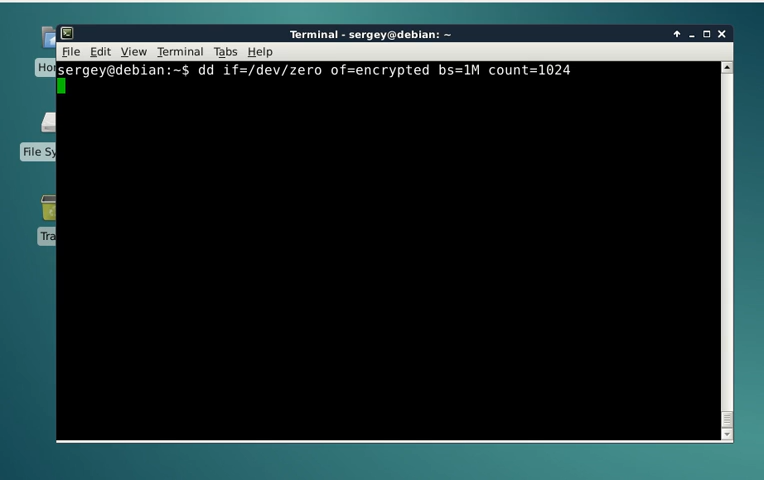 Terminal - sergey@debian: ~
File Edit View Terminal Tabs Help
sergey@debian:~$ dd if=/dev/zero of=encrypted bs=1M count=1024
Hor
File Sy
Tra